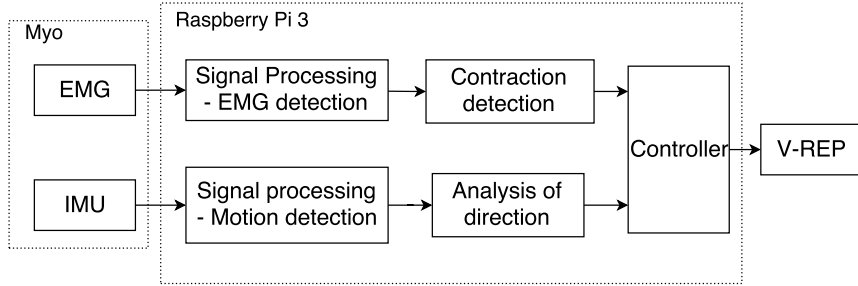 Raspberry Pi 3
Myo
EMG
Signal Processing
- EMG detection
Contraction
detection
Controller
V-REP
IMU
Signal processing
- Motion detection
Analysis of
direction